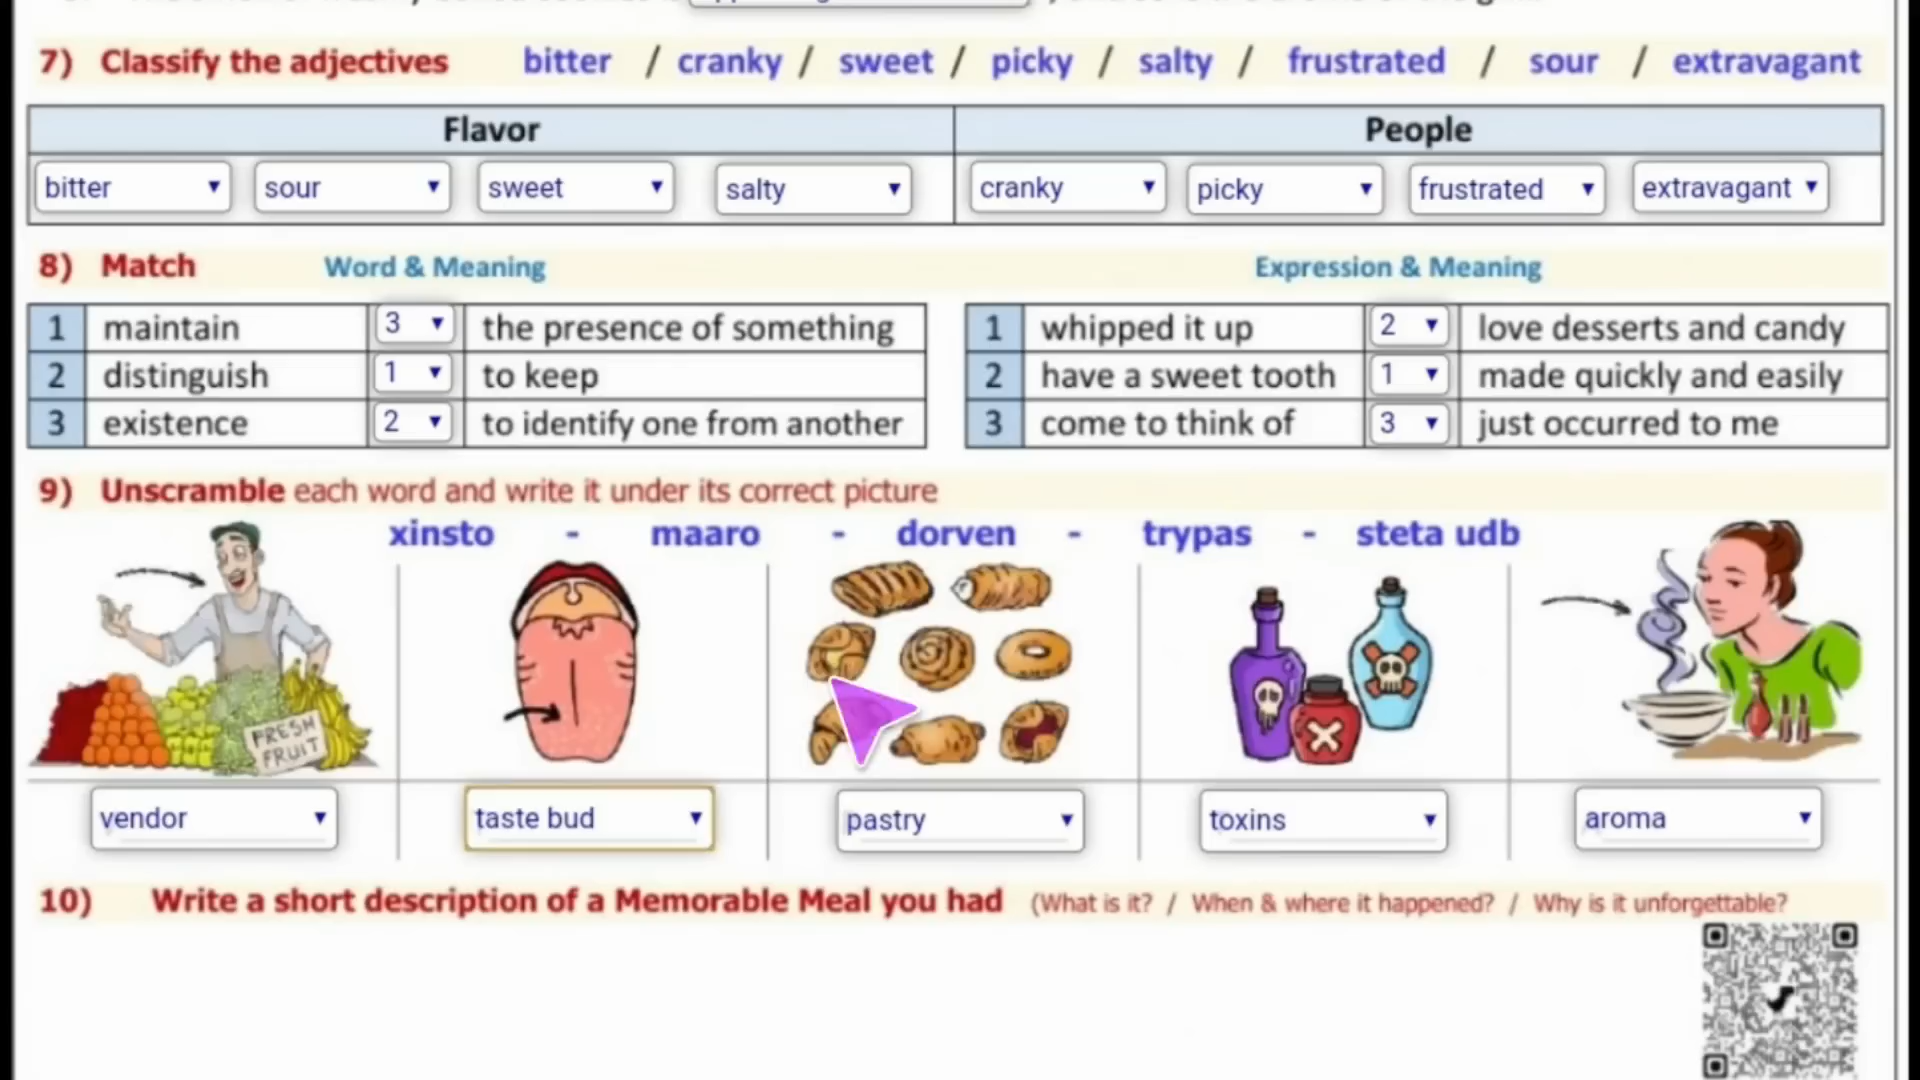 7) Classify the adjectives bitter / cranky / sweet / picky / salty / frustrated / sour / extravagant
Flavor People
bitter sour sweet salty cranky picky frustrated extravagant
8) Match Word & Meaning Expression & Meaning
1 maintain 3 the presence of something 1 whipped it up 2 love desserts and candy
2 distinguish 1 to keep 2 have a sweet tooth 1 made quickly and easily
3 existence 2 to identify one from another 3 come to think of 3 just occurred to me
9) Unscramble each word and write it under its correct picture
xinsto - maaro - dorven - trypas - steta udb
FRESH
FRUIT
vendor taste bud pastry toxins aroma
10) Write a short description of a Memorable Meal you had (What is it? / When & where it happened? / Why is it unforgettable?